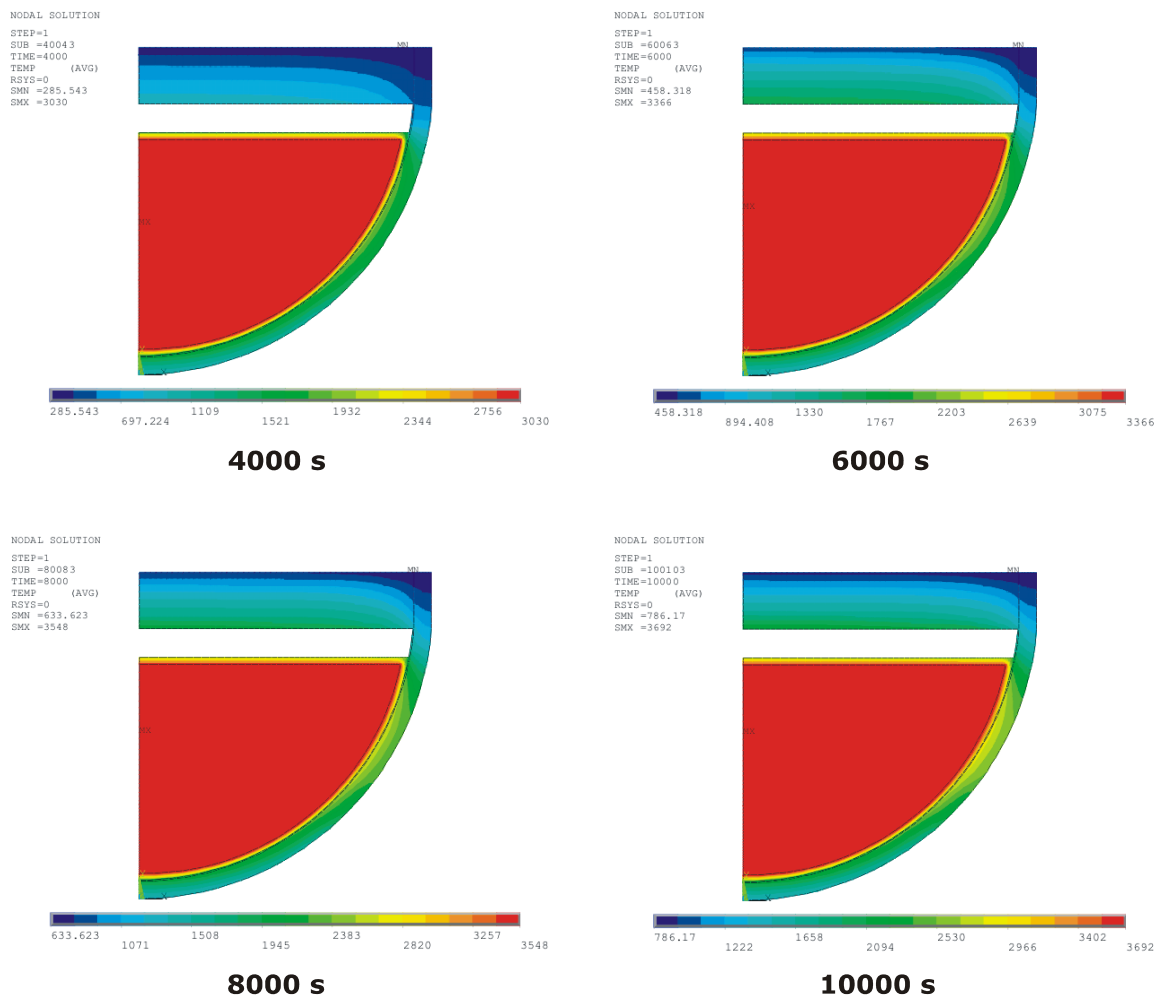 NODAL SOLUTION
STEP=1
SUB =40043
TIME=4000
TEMP (AVG)
RSYS=0
SMN =285.543
SMX =3030
MN
MX
X
285.543 1109 1932 2756
697.224 1521 2344 3030
4000 s
NODAL SOLUTION
STEP=1
SUB =60063
TIME=6000
TEMP (AVG)
RSYS=0
SMN =458.318
SMX =3366
MN
MX
X
458.318 1330 2203 3075
894.408 1767 2639 3366
6000 s
NODAL SOLUTION
STEP=1
SUB =80083
TIME=8000
TEMP (AVG)
RSYS=0
SMN =633.623
SMX =3548
MN
MX
X
633.623 1508 2383 3257
1071 1945 2820 3548
8000 s
NODAL SOLUTION
STEP=1
SUB =100103
TIME=10000
TEMP (AVG)
RSYS=0
SMN =786.17
SMX =3692
MN
MX
X
786.17 1658 2530 3402
1222 2094 2966 3692
10000 s